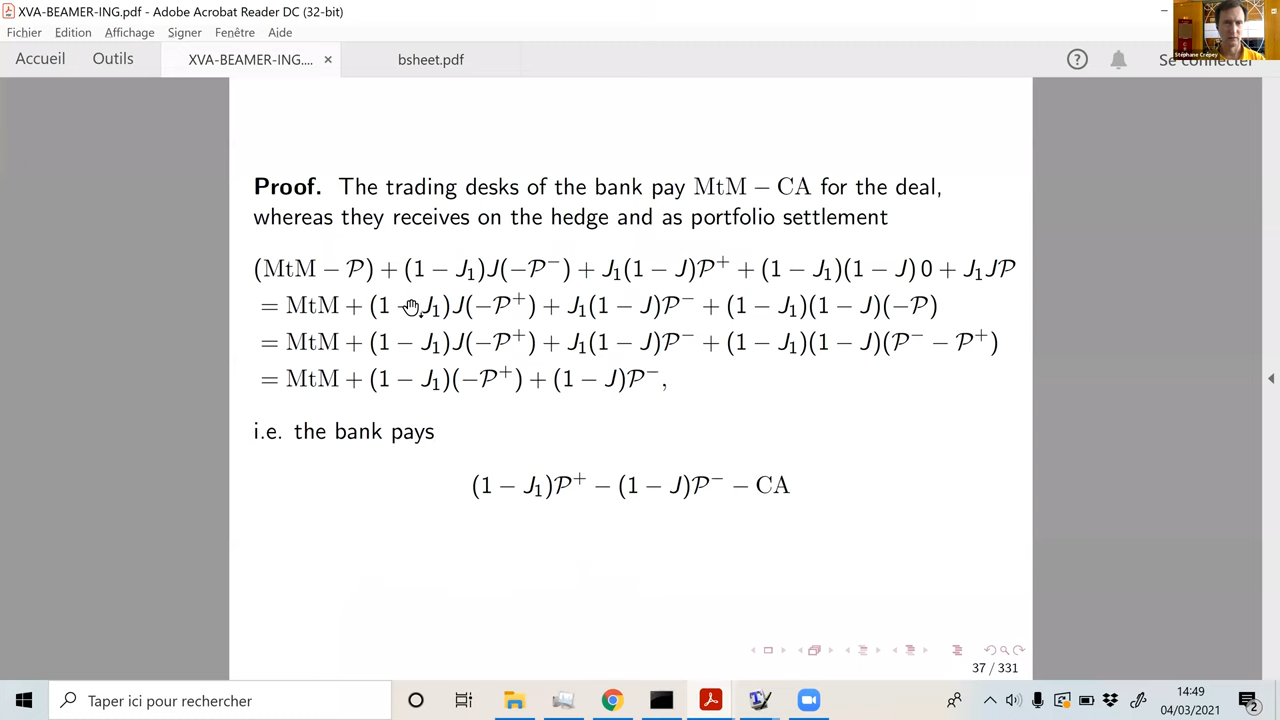 XVA-BEAMER-ING.pdf - Adobe Acrobat Reader DC (32-bit)
Fichier Edition Affichage Signer Fenêtre Aide
Accueil Outils XVA-BEAMER-ING.... × bsheet.pdf Se connecter
Stéphane Crépey
Proof. The trading desks of the bank pay MtM − CA for the deal,
whereas they receives on the hedge and as portfolio settlement
(MtM − 𝒫) + (1 − J₁)J(−𝒫⁻) + J₁(1 − J)𝒫⁺ + (1 − J₁)(1 − J) 0 + J₁J𝒫
= MtM + (1 − J₁)J(−𝒫⁺) + J₁(1 − J)𝒫⁻ + (1 − J₁)(1 − J)(−𝒫)
= MtM + (1 − J₁)J(−𝒫⁺) + J₁(1 − J)𝒫⁻ + (1 − J₁)(1 − J)(𝒫⁻ − 𝒫⁺)
= MtM + (1 − J₁)(−𝒫⁺) + (1 − J)𝒫⁻,
i.e. the bank pays
(1 − J₁)𝒫⁺ − (1 − J)𝒫⁻ − CA
37 / 331
Taper ici pour rechercher
14:49
04/03/2021
2